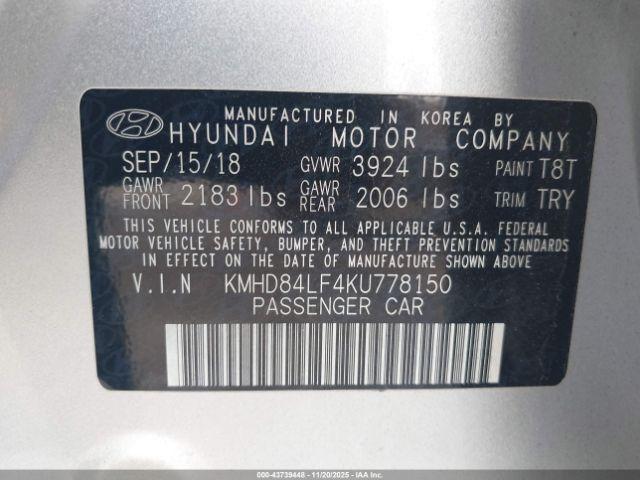 MANUFACTURED IN KOREA BY
HYUNDAI MOTOR COMPANY
SEP/15/18 GVWR 3924 lbs PAINT T8T
GAWR FRONT 2183 lbs GAWR REAR 2006 lbs TRIM TRY
THIS VEHICLE CONFORMS TO ALL APPLICABLE U.S.A. FEDERAL
MOTOR VEHICLE SAFETY, BUMPER, AND THEFT PREVENTION STANDARDS
IN EFFECT ON THE DATE OF MANUFACTURE SHOWN ABOVE.
V.I.N KMHD84LF4KU778150
PASSENGER CAR
000-43739448 - 11/20/2025 - IAAI.com